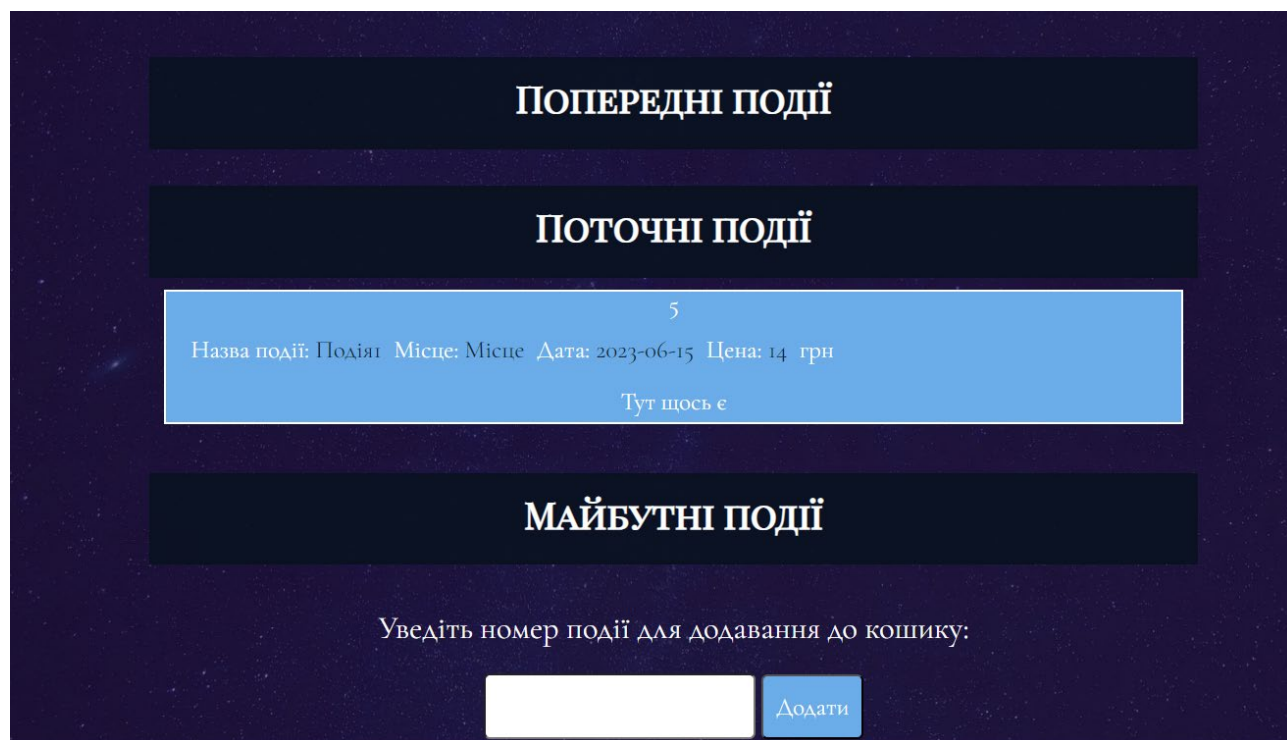 Попередні події
Поточні події
5
Назва події: Подія1 Місце: Місце Дата: 2023-06-15 Цена: 14 грн
Тут щось є
Майбутні події
Уведіть номер події для додавання до кошику:
Додати